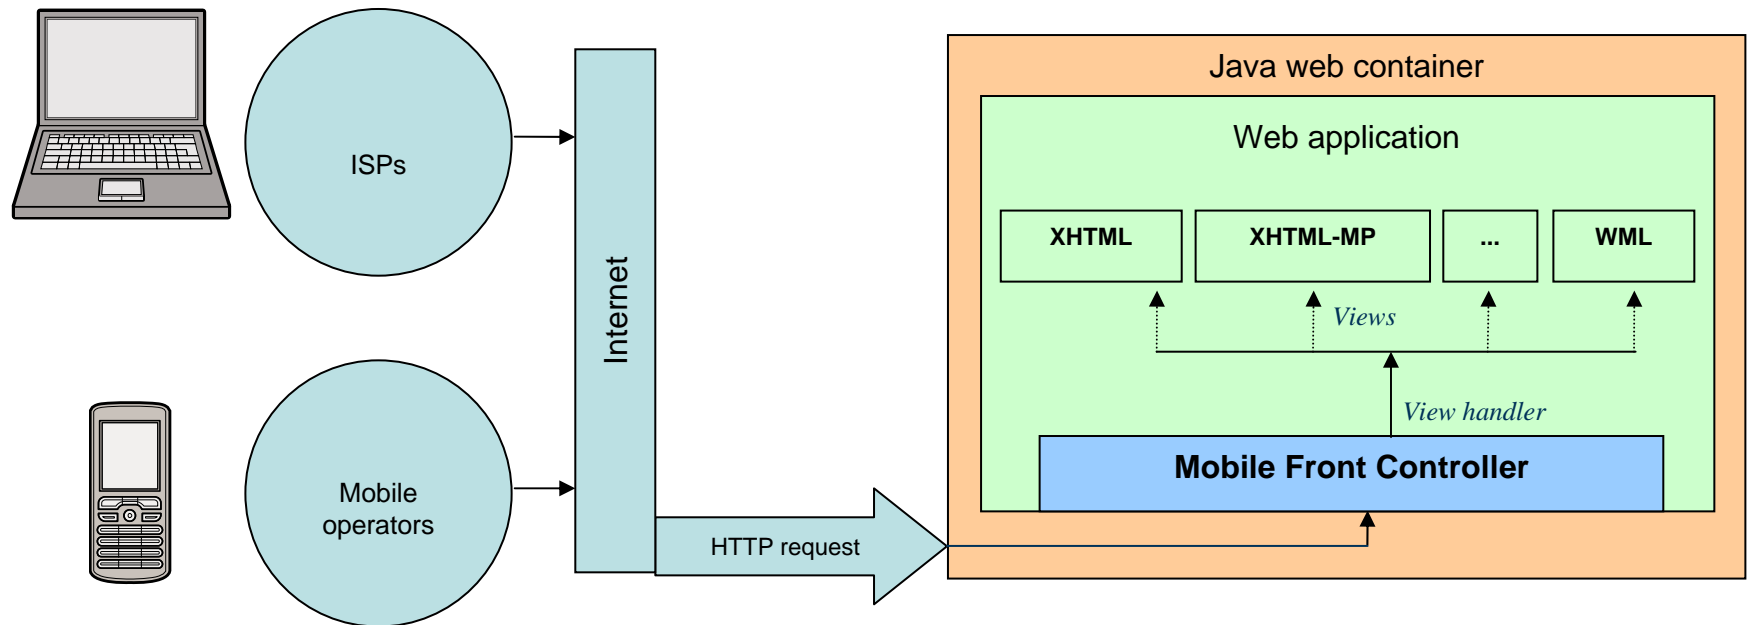 ISPs
Mobile
operators
Internet
HTTP request
Java web container
Web application
XHTML
XHTML-MP
...
WML
Views
View handler
Mobile Front Controller